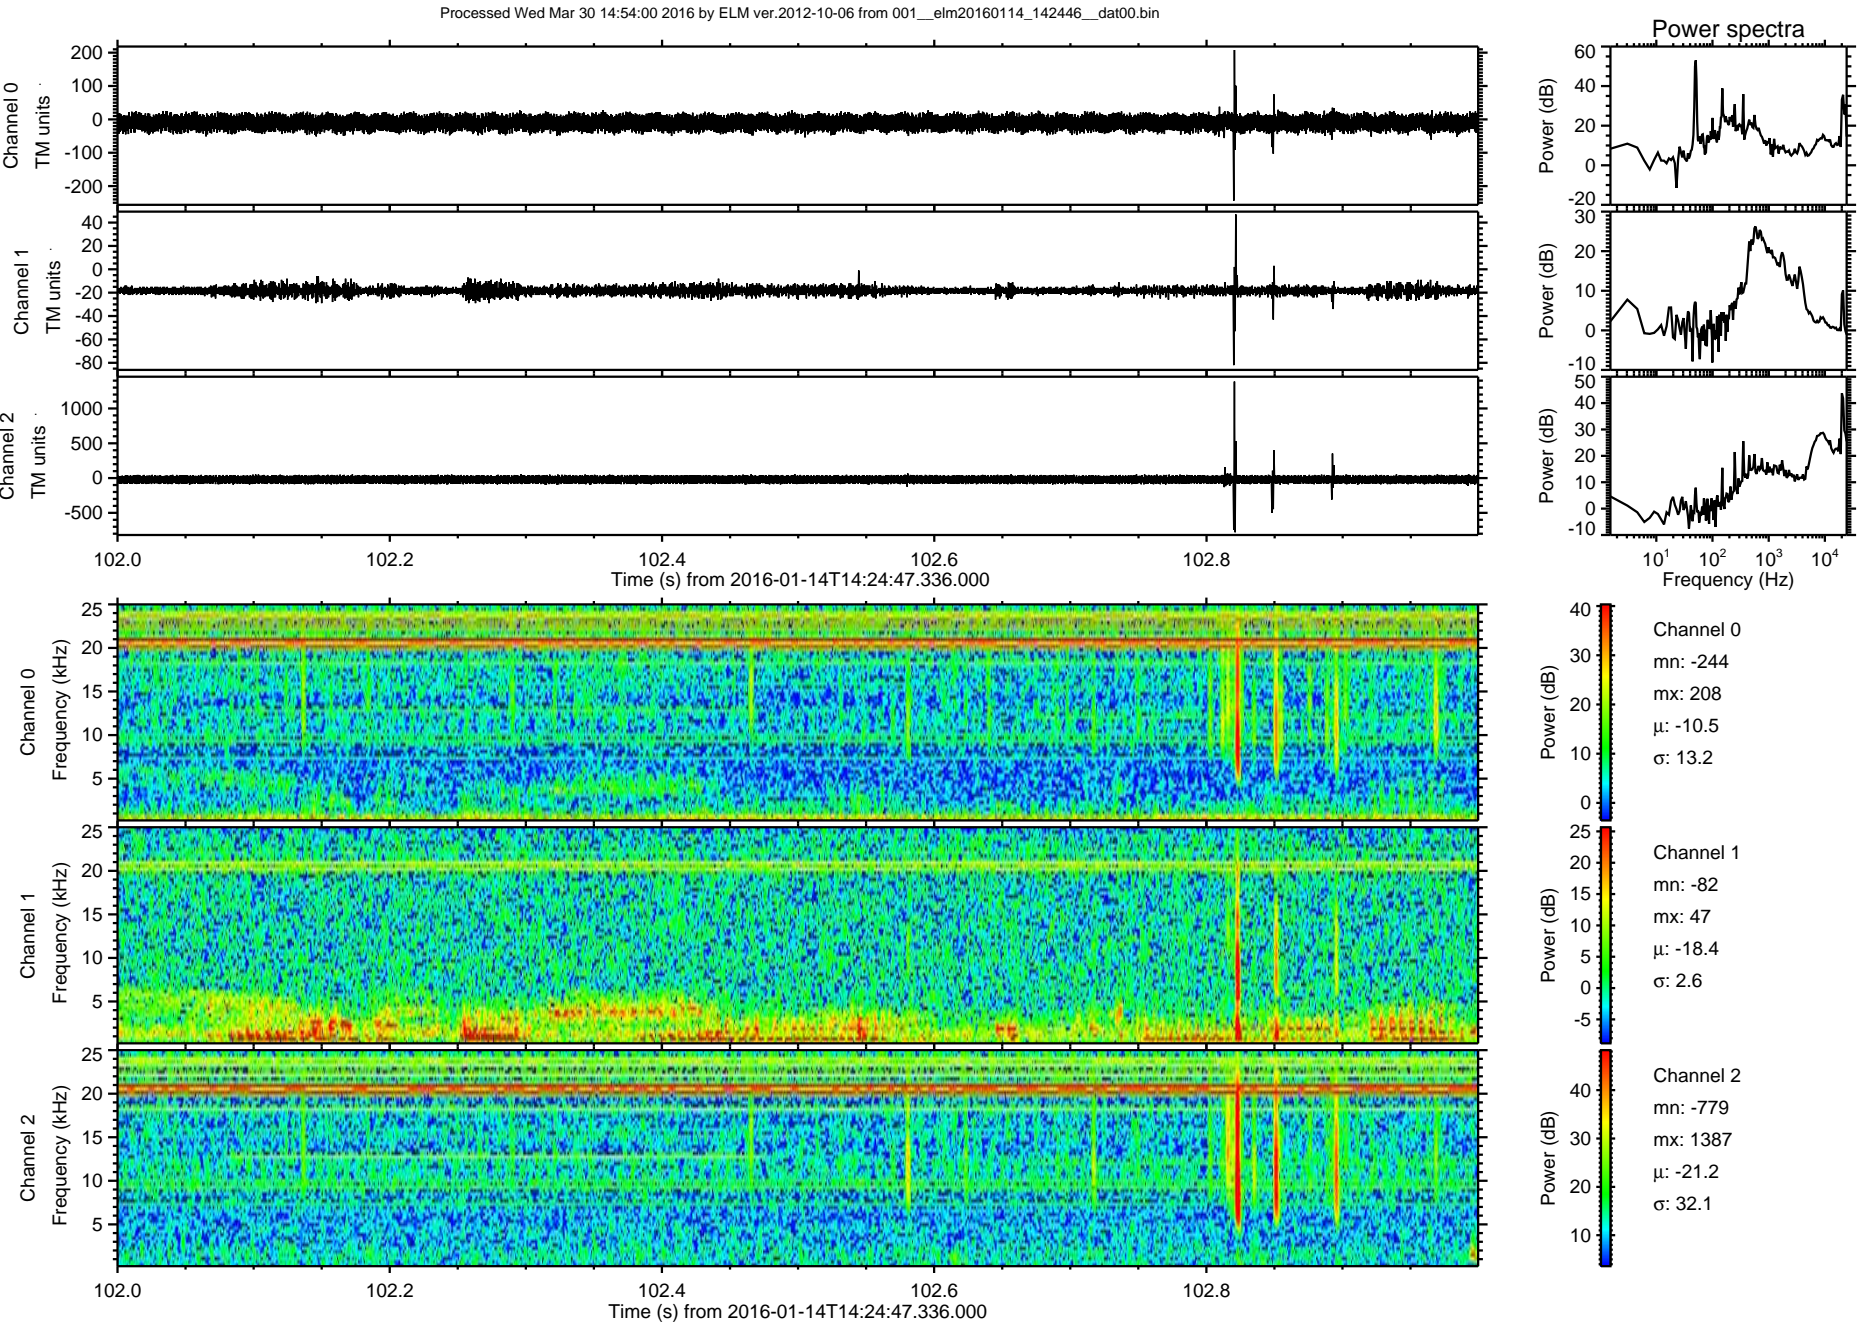 Processed Wed Mar 30 14:54:00 2016 by ELM ver.2012-10-06 from 001__elm20160114_142446__dat00.bin
Power spectra
Channel 0
TM units
200
100
0
-100
-200
Power (dB)
60
40
20
0
-20
Channel 1
TM units
40
20
0
-20
-40
-60
-80
Power (dB)
30
20
10
0
-10
Channel 2
TM units
1000
500
0
-500
Power (dB)
50
40
30
20
10
0
-10
102.0 102.2 102.4 102.6 102.8
Time (s) from 2016-01-14T14:24:47.336.000
10¹ 10² 10³ 10⁴
Frequency (Hz)
Channel 0
Frequency (kHz)
25
20
15
10
5
Power (dB)
40
30
20
10
0
Channel 0
mn: -244
mx: 208
μ: -10.5
σ: 13.2
Channel 1
Frequency (kHz)
25
20
15
10
5
Power (dB)
25
20
15
10
5
0
-5
Channel 1
mn: -82
mx: 47
μ: -18.4
σ: 2.6
Channel 2
Frequency (kHz)
25
20
15
10
5
Power (dB)
40
30
20
10
Channel 2
mn: -779
mx: 1387
μ: -21.2
σ: 32.1
102.0 102.2 102.4 102.6 102.8
Time (s) from 2016-01-14T14:24:47.336.000